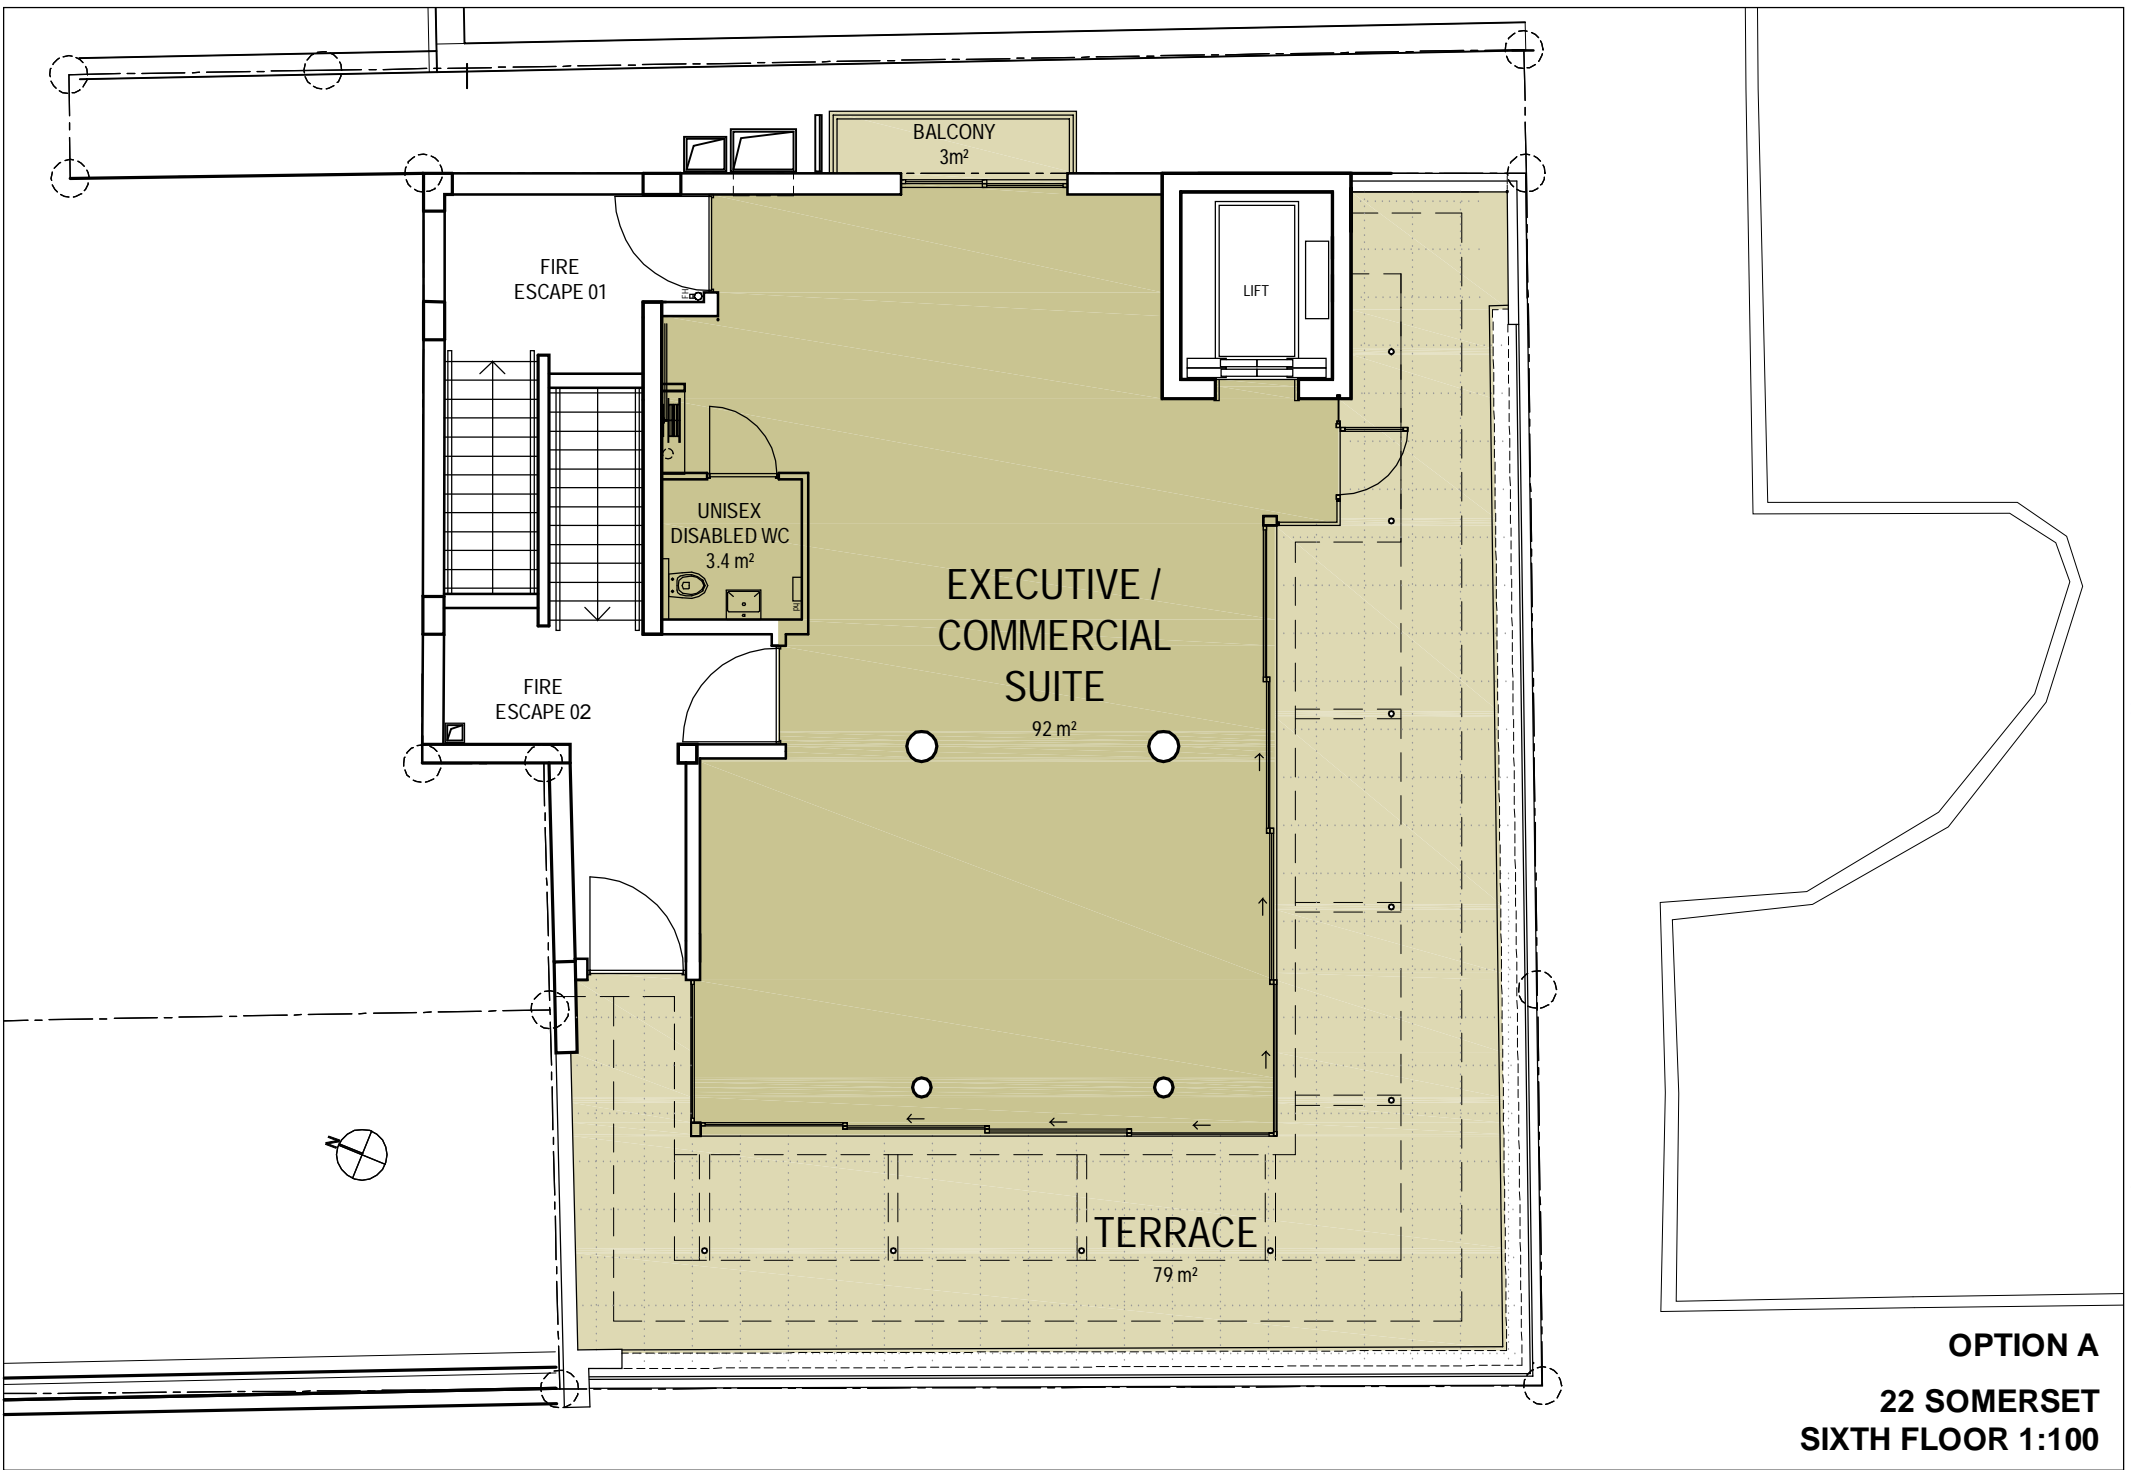 BALCONY
3m²
FIRE
ESCAPE 01
FH
LIFT
UNISEX
DISABLED WC
3.4 m²
EXECUTIVE /
COMMERCIAL
SUITE
92 m²
FIRE
ESCAPE 02
N
TERRACE
79 m²
OPTION A
22 SOMERSET
SIXTH FLOOR 1:100